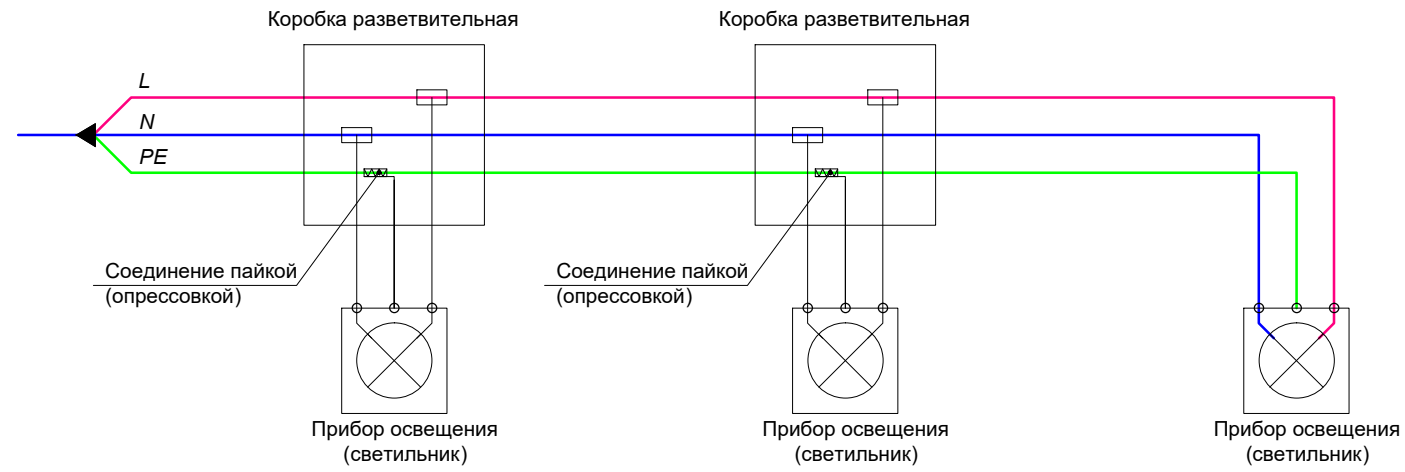 Коробка разветвительная
Коробка разветвительная
L
N
PE
Соединение пайкой
(опрессовкой)
Соединение пайкой
(опрессовкой)
Прибор освещения
(светильник)
Прибор освещения
(светильник)
Прибор освещения
(светильник)